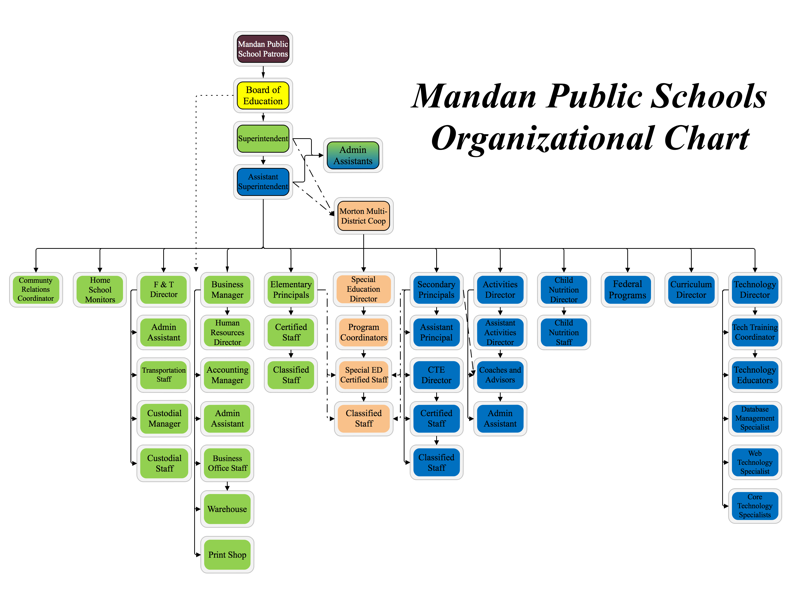 Mandan Public
School Patrons
Mandan Public Schools
Organizational Chart
Board of
Education
Superintendent
Admin
Assistants
Assistant
Superintendent
Morton Multi-
District Coop
Communty
Relations
Coordinator
Home
School
Monitors
F & T
Director
Business
Manager
Elementary
Principals
Special
Education
Director
Secondary
Principals
Activities
Director
Child
Nutrition
Director
Federal
Programs
Curriculum
Director
Technology
Director
Admin
Assistant
Human
Resources
Director
Certified
Staff
Program
Coordinators
Assistant
Principal
Assistant
Activities
Director
Child
Nutrition
Staff
Tech Training
Coordinator
Transportation
Staff
Accounting
Manager
Classified
Staff
Special ED
Certified Staff
CTE
Director
Coaches and
Advisors
Technology
Educators
Custodial
Manager
Admin
Assistant
Classified
Staff
Certified
Staff
Admin
Assistant
Database
Management
Specialist
Custodial
Staff
Business
Office Staff
Classified
Staff
Web
Technology
Specialist
Warehouse
Core
Technology
Specialists
Print Shop